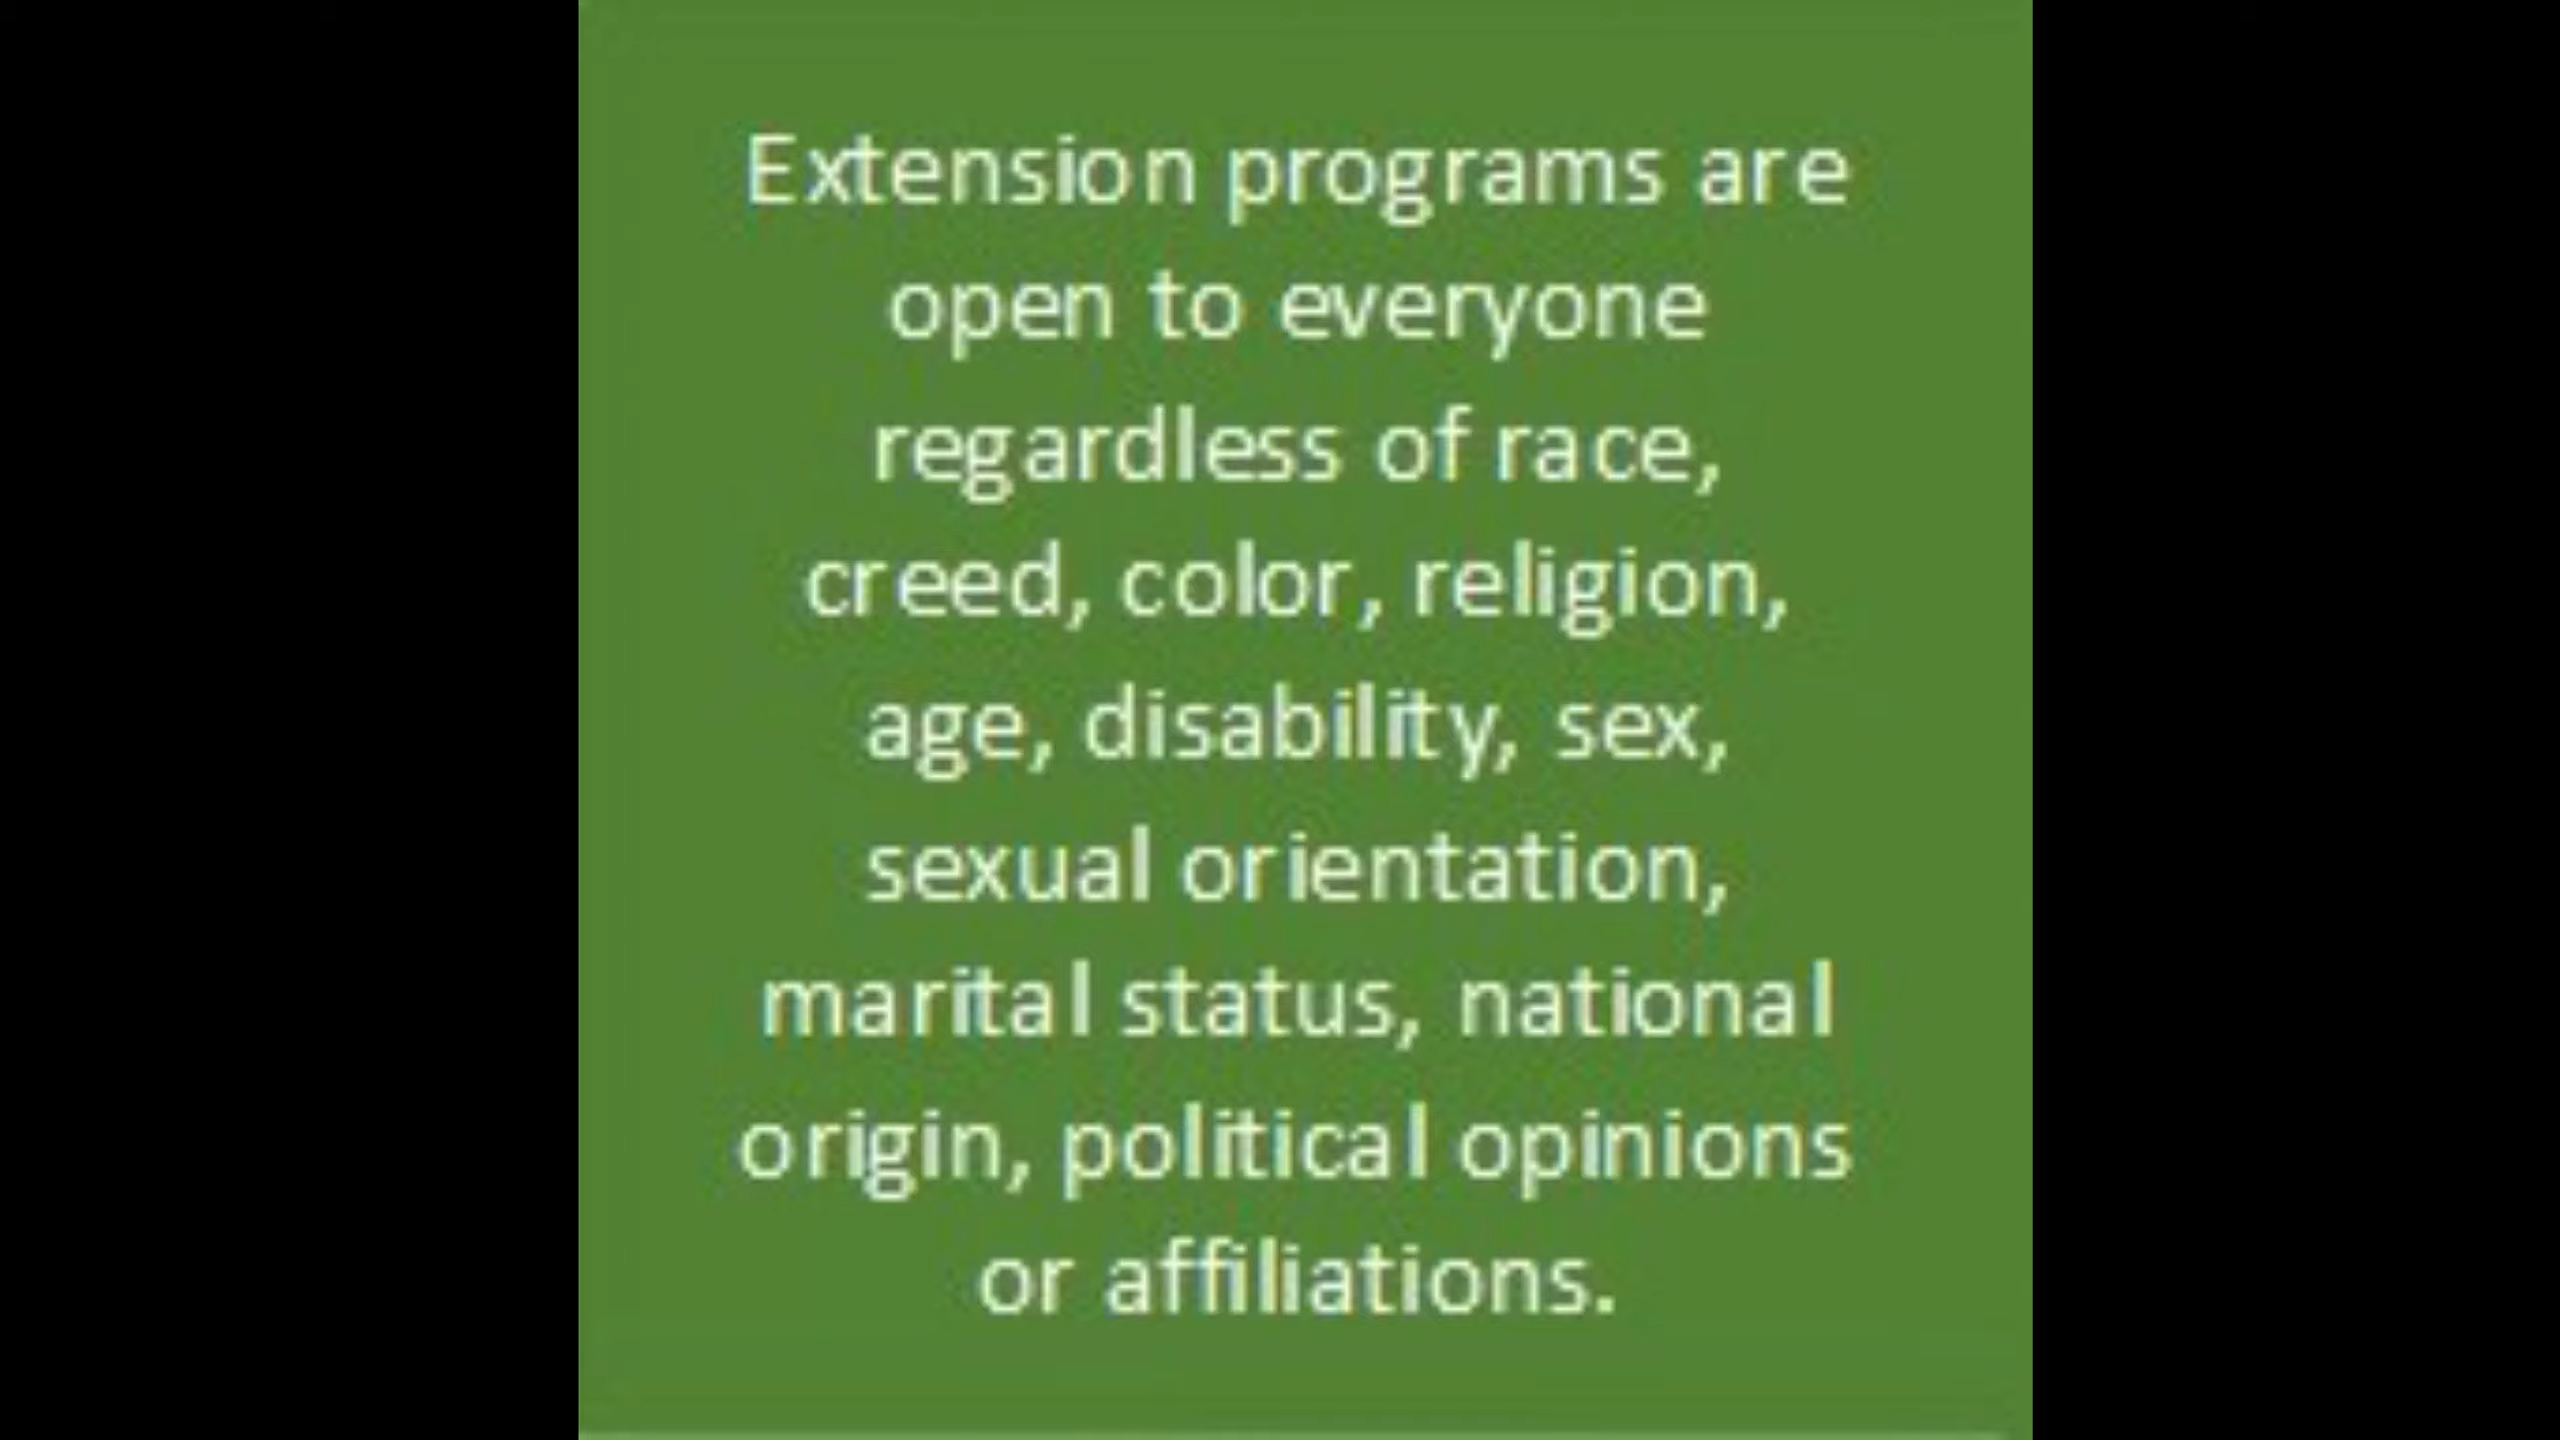 Extension programs are
open to everyone
regardless of race,
creed, color, religion,
age, disability, sex,
sexual orientation,
marital status, national
origin, political opinions
or affiliations.